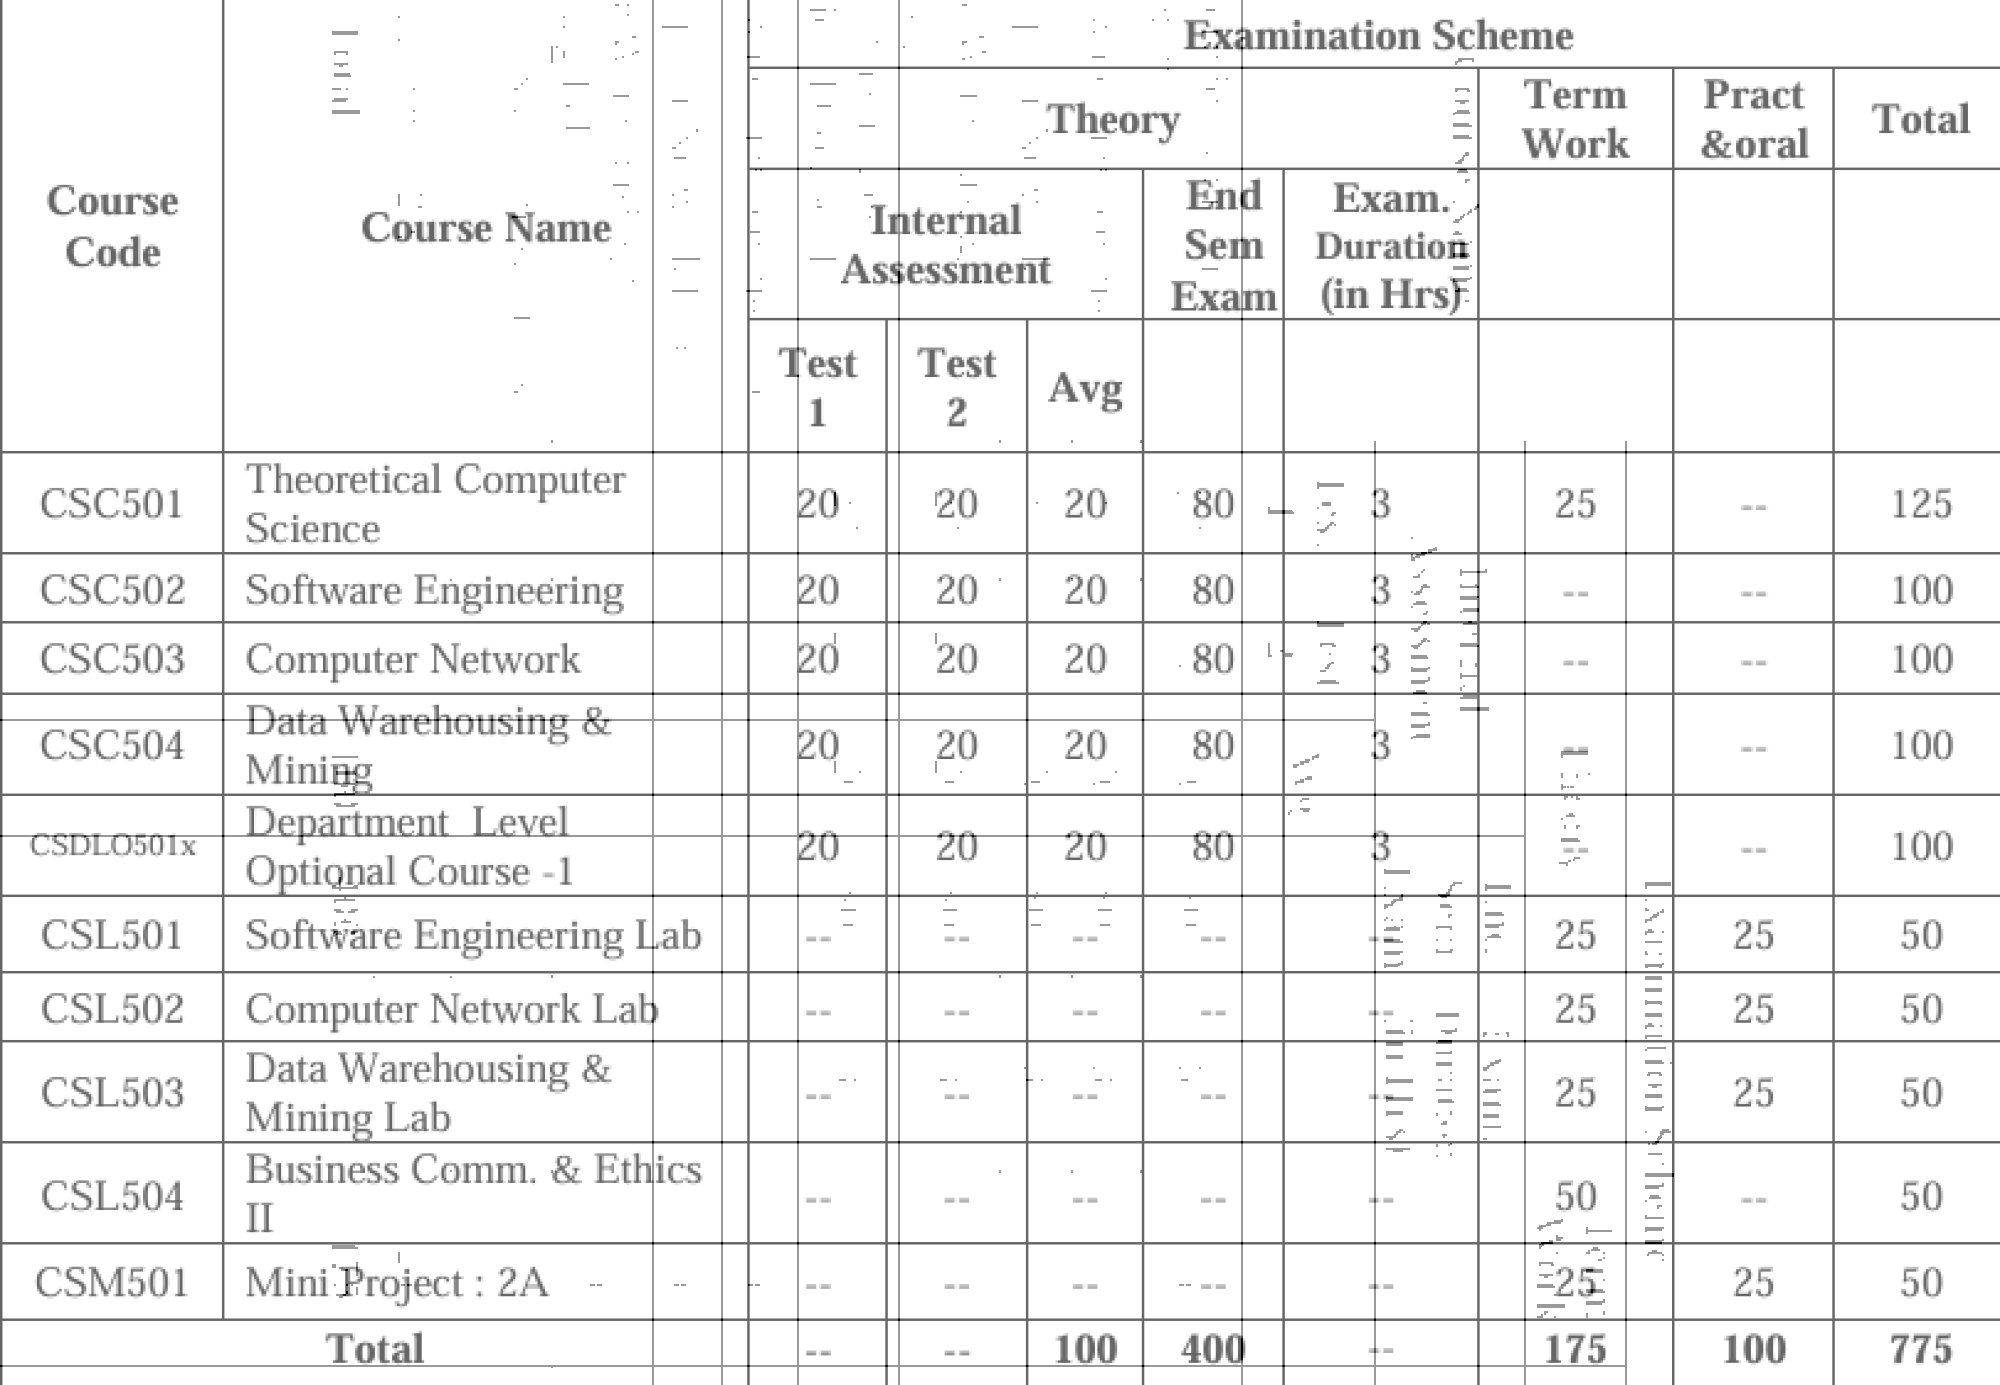 Examination Scheme
Theory
Term Work
Pract &oral
Total
Course Code
Course Name
Internal Assessment
End Sem Exam
Exam. Duration (in Hrs)
Test 1
Test 2
Avg
CSC501 Theoretical Computer Science 20 20 20 80 3 25 -- 125
CSC502 Software Engineering 20 20 20 80 3 -- -- 100
CSC503 Computer Network 20 20 20 80 3 -- -- 100
CSC504 Data Warehousing & Mining 20 20 20 80 3 -- -- 100
CSDLO501x Department Level Optional Course -1 20 20 20 80 3 -- -- 100
CSL501 Software Engineering Lab -- -- -- -- -- 25 25 50
CSL502 Computer Network Lab -- -- -- -- -- 25 25 50
CSL503 Data Warehousing & Mining Lab -- -- -- -- -- 25 25 50
CSL504 Business Comm. & Ethics II -- -- -- -- -- 50 -- 50
CSM501 Mini Project : 2A -- -- -- -- -- 25 25 50
Total -- -- 100 400 -- 175 100 775